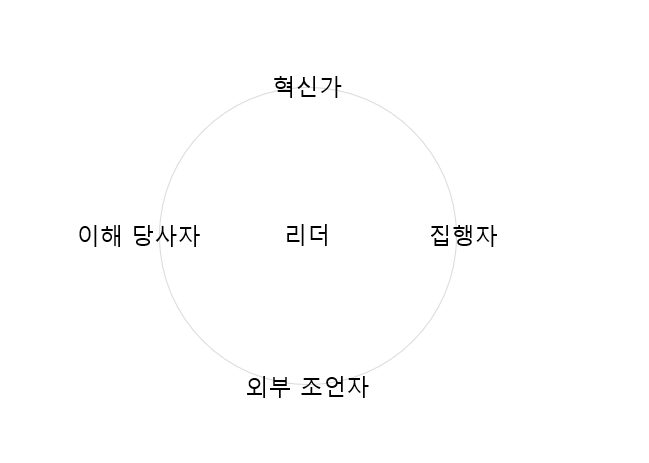 혁신가
이해 당사자
리더
집행자
외부 조언자